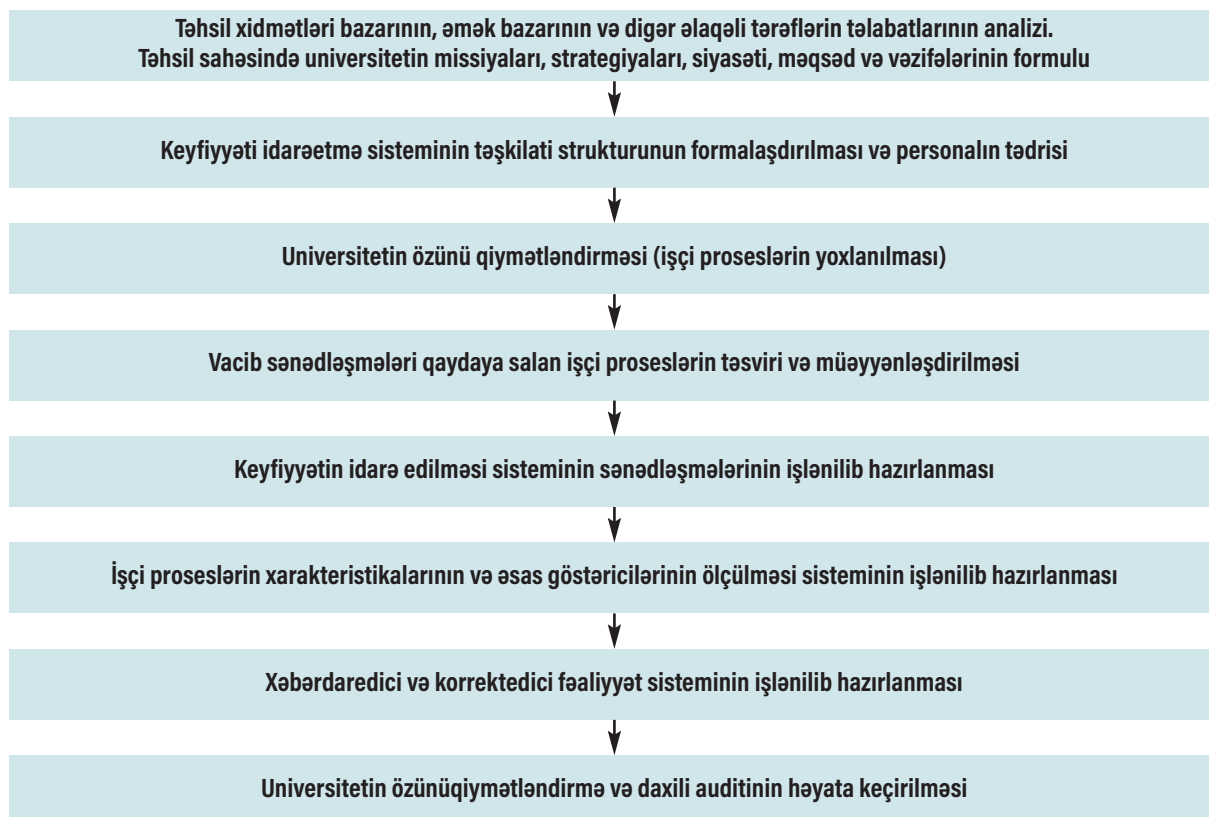 Təhsil xidmətləri bazarının, əmək bazarının və digər əlaqəli tərəflərin tələbatlarının analizi.
Təhsil sahəsində universitetin missiyaları, strategiyaları, siyasəti, məqsəd və vəzifələrinin formulu
Keyfiyyəti idarəetmə sisteminin təşkilati strukturunun formalaşdırılması və personalın tədrisi
Universitetin özünü qiymətləndirməsi (işçi proseslərin yoxlanılması)
Vacib sənədləşmələri qaydaya salan işçi proseslərin təsviri və müəyyənləşdirilməsi
Keyfiyyətin idarə edilməsi sisteminin sənədləşmələrinin işlənilib hazırlanması
İşçi proseslərin xarakteristikalarının və əsas göstəricilərinin ölçülməsi sisteminin işlənilib hazırlanması
Xəbərdaredici və korrektedici fəaliyyət sisteminin işlənilib hazırlanması
Universitetin özünüqiymətləndirmə və daxili auditinin həyata keçirilməsi